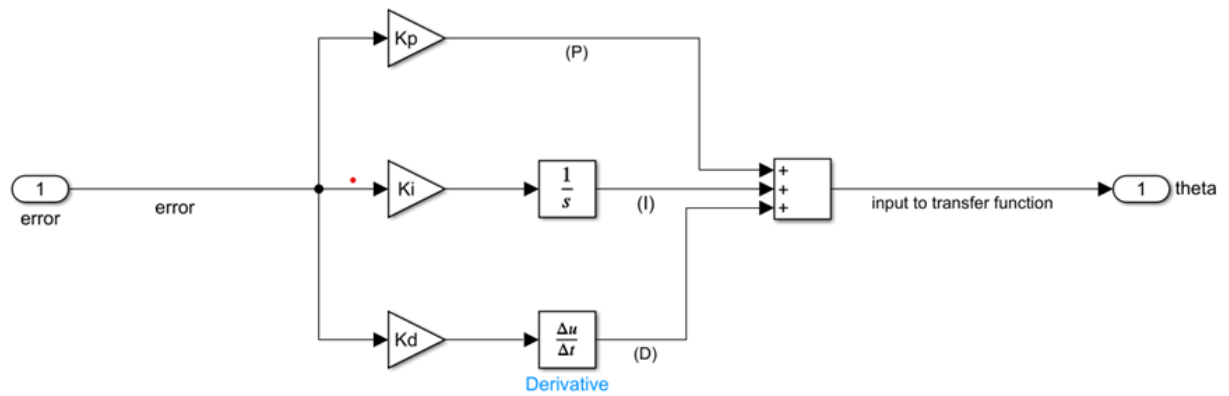 Kp
(P)
1
error
error
Ki
1
s
(I)
+
+
+
input to transfer function
1
theta
Kd
Δu
Δt
(D)
Derivative